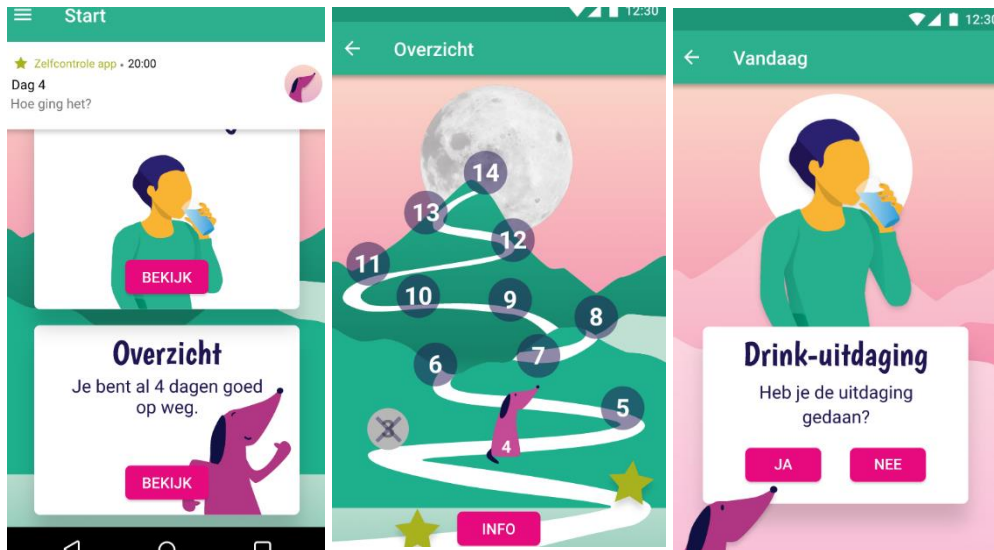 Start
Zelfcontrole app • 20:00
Dag 4
Hoe ging het?
BEKIJK
Overzicht
Je bent al 4 dagen goed
op weg.
BEKIJK
12:30
Overzicht
14
13
12
11
10
9
8
7
6
5
3
4
INFO
12:30
Vandaag
Drink-uitdaging
Heb je de uitdaging
gedaan?
JA
NEE